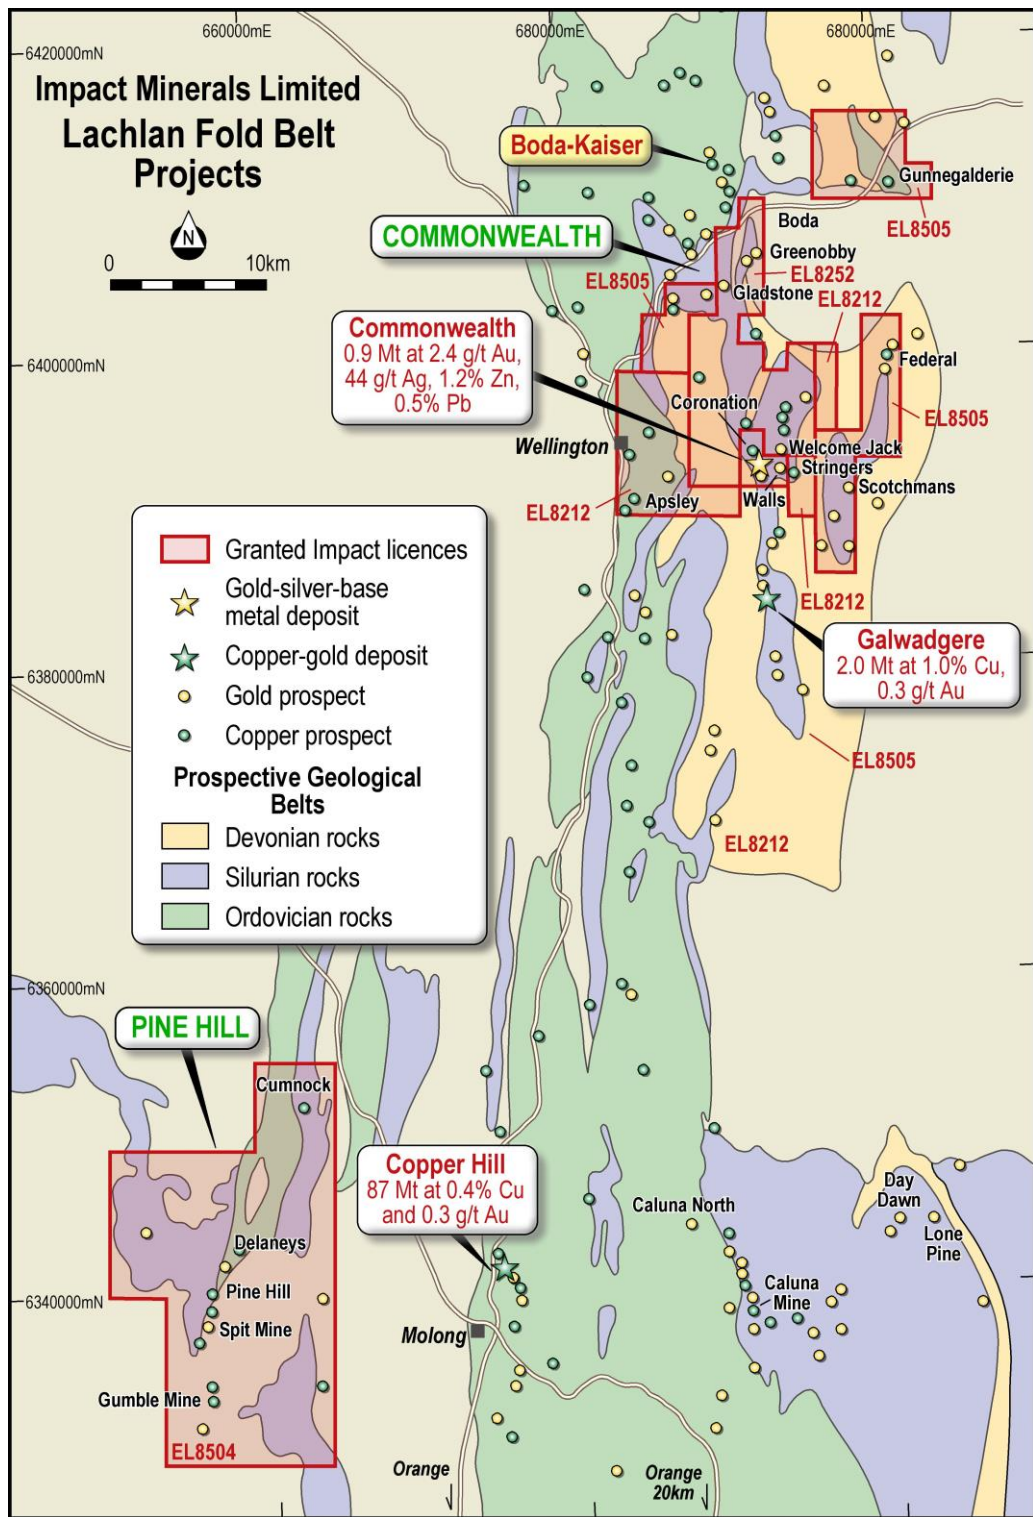 660000mE
680000mE
680000mE
6420000mN
Impact Minerals Limited
Lachlan Fold Belt
Projects
N
0
10km
Boda-Kaiser
Gunnegalderie
EL8505
COMMONWEALTH
Boda
Greenobby
EL8252
EL8505
Gladstone
EL8212
Commonwealth
0.9 Mt at 2.4 g/t Au,
44 g/t Ag, 1.2% Zn,
0.5% Pb
6400000mN
Federal
Coronation
EL8505
Wellington
Welcome Jack
Stringers
Scotchmans
Walls
EL8212
Apsley
EL8212
Granted Impact licences
Gold-silver-base
metal deposit
Copper-gold deposit
Gold prospect
Copper prospect
Prospective Geological
Belts
Devonian rocks
Silurian rocks
Ordovician rocks
Galwadgere
2.0 Mt at 1.0% Cu,
0.3 g/t Au
6380000mN
EL8505
EL8212
6360000mN
PINE HILL
Cumnock
Copper Hill
87 Mt at 0.4% Cu
and 0.3 g/t Au
Day
Dawn
Caluna North
Lone
Pine
Delaneys
Pine Hill
6340000mN
Caluna
Mine
Spit Mine
Molong
Gumble Mine
EL8504
Orange
Orange
20km